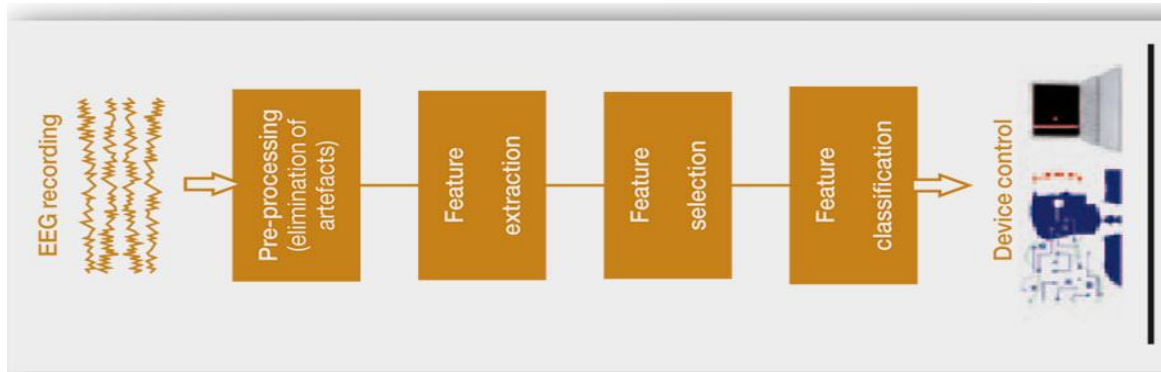 EEG recording
Pre-processing
(elimination of
artefacts)
Feature
extraction
Feature
selection
Feature
classification
Device control